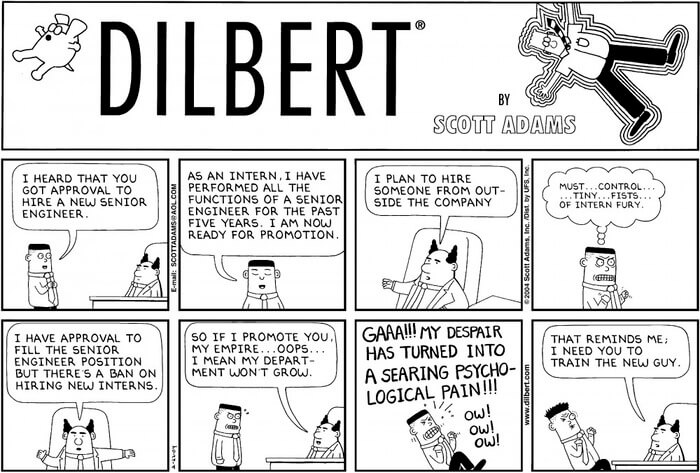 DILBERT®
BY
SCOTT ADAMS
I HEARD THAT YOU
GOT APPROVAL TO
HIRE A NEW SENIOR
ENGINEER.
E-mail: SCOTTADAMS@AOL.COM
AS AN INTERN, I HAVE
PERFORMED ALL THE
FUNCTIONS OF A SENIOR
ENGINEER FOR THE PAST
FIVE YEARS. I AM NOW
READY FOR PROMOTION.
I PLAN TO HIRE
SOMEONE FROM OUT-
SIDE THE COMPANY
© 2004 Scott Adams, Inc./Dist. by UFS, Inc.
MUST...CONTROL...
...TINY...FISTS...
OF INTERN FURY.
I HAVE APPROVAL TO
FILL THE SENIOR
ENGINEER POSITION
BUT THERE'S A BAN ON
HIRING NEW INTERNS.
SO IF I PROMOTE YOU,
MY EMPIRE...OOPS...
I MEAN MY DEPART-
MENT WON'T GROW.
GAAA!!! MY DESPAIR
HAS TURNED INTO
A SEARING PSYCHO-
LOGICAL PAIN!!!
OW!
OW!
OW!
www.dilbert.com
THAT REMINDS ME;
I NEED YOU TO
TRAIN THE NEW GUY.